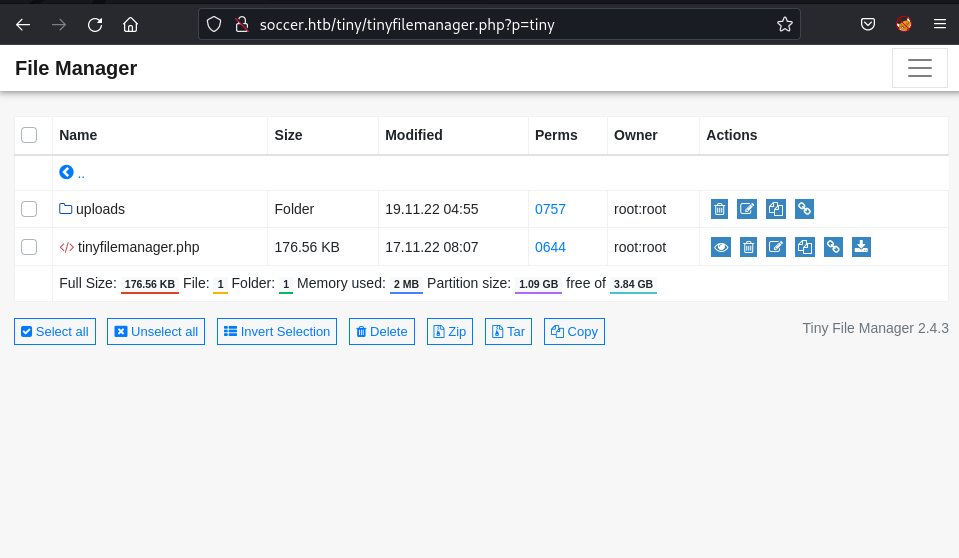 soccer.htb/tiny/tinyfilemanager.php?p=tiny
File Manager
Name Size Modified Perms Owner Actions
..
uploads Folder 19.11.22 04:55 0757 root:root
tinyfilemanager.php 176.56 KB 17.11.22 08:07 0644 root:root
Full Size: 176.56 KB File: 1 Folder: 1 Memory used: 2 MB Partition size: 1.09 GB free of 3.84 GB
Select all Unselect all Invert Selection Delete Zip Tar Copy Tiny File Manager 2.4.3